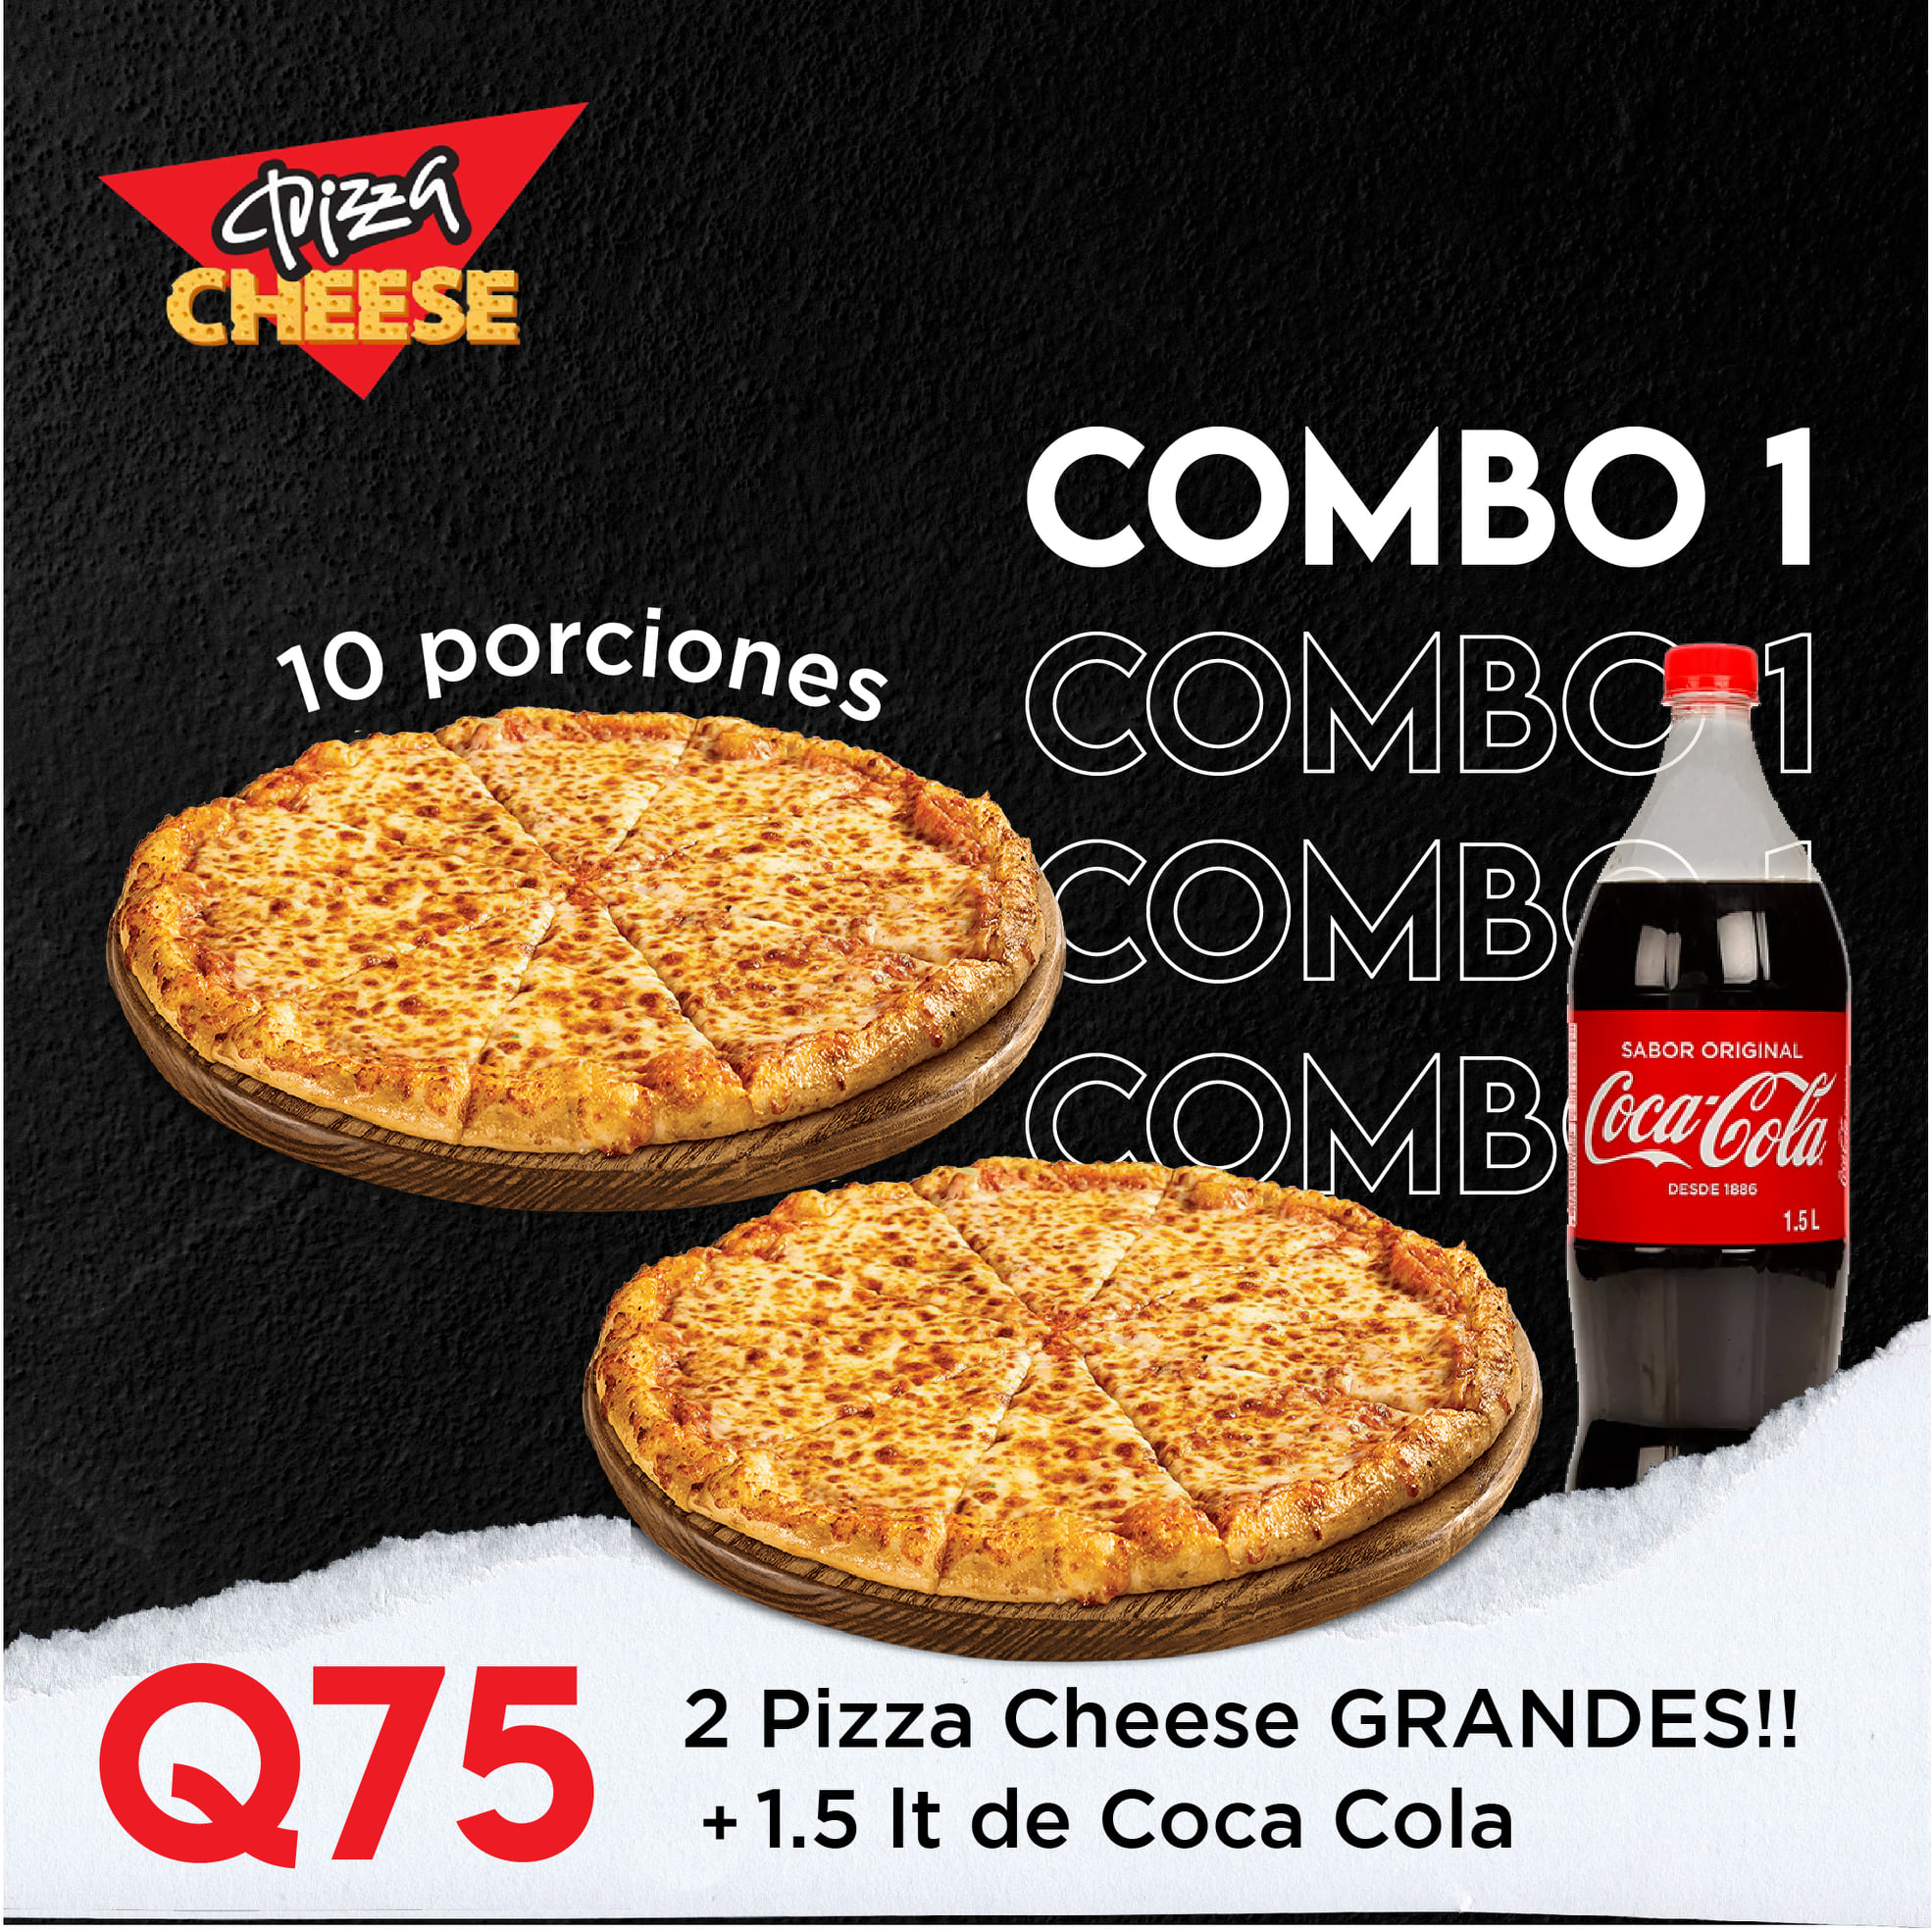 Pizza
CHEESE
COMBO 1
COMBO 1
10 porciones
COMBO 1
COMBO
SABOR ORIGINAL
Coca-Cola
DESDE 1886
1.5 L
Q75
2 Pizza Cheese GRANDES!!
+ 1.5 lt de Coca Cola